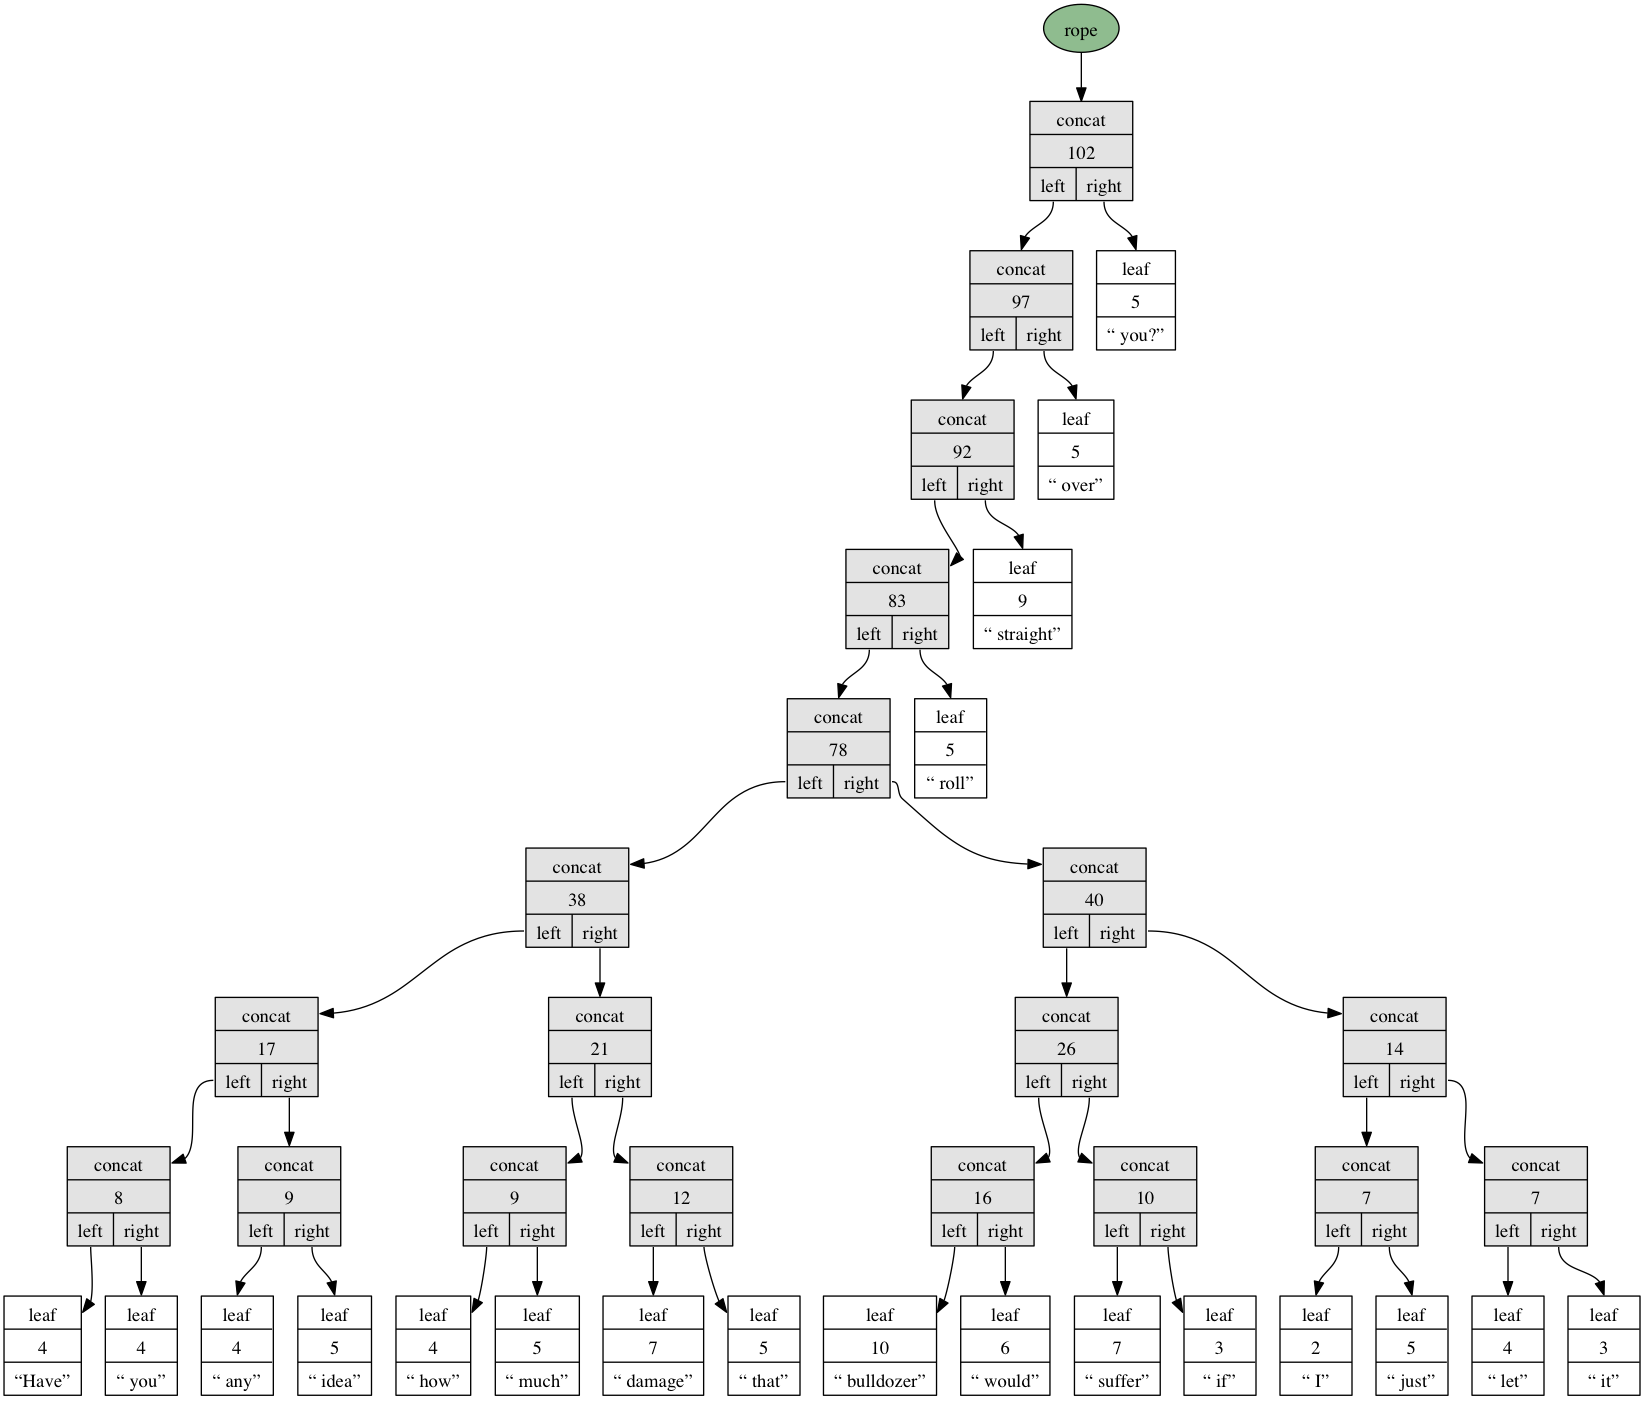 rope
concat
102
left right
concat
97
left right
leaf
5
“ you?”
concat
92
left right
leaf
5
“ over”
concat
83
left right
leaf
9
“ straight”
concat
78
left right
leaf
5
“ roll”
concat
38
left right
concat
40
left right
concat
17
left right
concat
21
left right
concat
26
left right
concat
14
left right
concat
8
left right
concat
9
left right
concat
9
left right
concat
12
left right
concat
16
left right
concat
10
left right
concat
7
left right
concat
7
left right
leaf
4
“Have”
leaf
4
“ you”
leaf
4
“ any”
leaf
5
“ idea”
leaf
4
“ how”
leaf
5
“ much”
leaf
7
“ damage”
leaf
5
“ that”
leaf
10
“ bulldozer”
leaf
6
“ would”
leaf
7
“ suffer”
leaf
3
“ if”
leaf
2
“ I”
leaf
5
“ just”
leaf
4
“ let”
leaf
3
“ it”